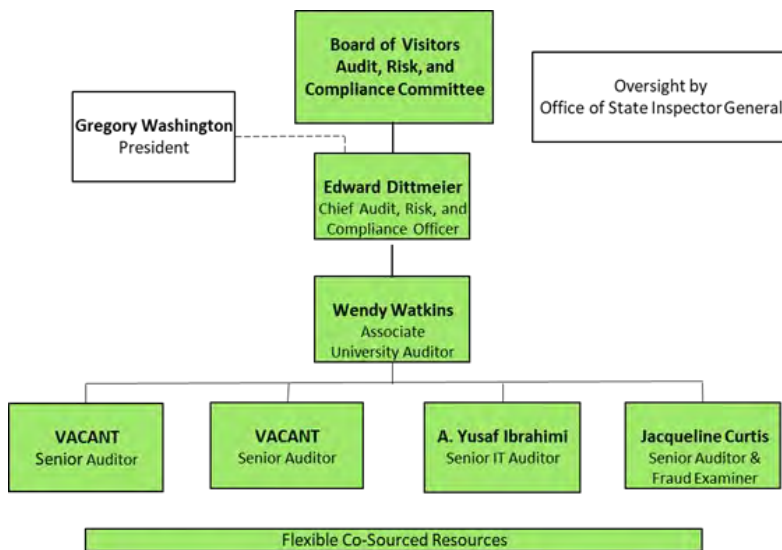 Board of Visitors
Audit, Risk, and
Compliance Committee
Oversight by
Office of State Inspector General
Gregory Washington
President
Edward Dittmeier
Chief Audit, Risk, and
Compliance Officer
Wendy Watkins
Associate
University Auditor
VACANT
Senior Auditor
VACANT
Senior Auditor
A. Yusaf Ibrahimi
Senior IT Auditor
Jacqueline Curtis
Senior Auditor &
Fraud Examiner
Flexible Co-Sourced Resources